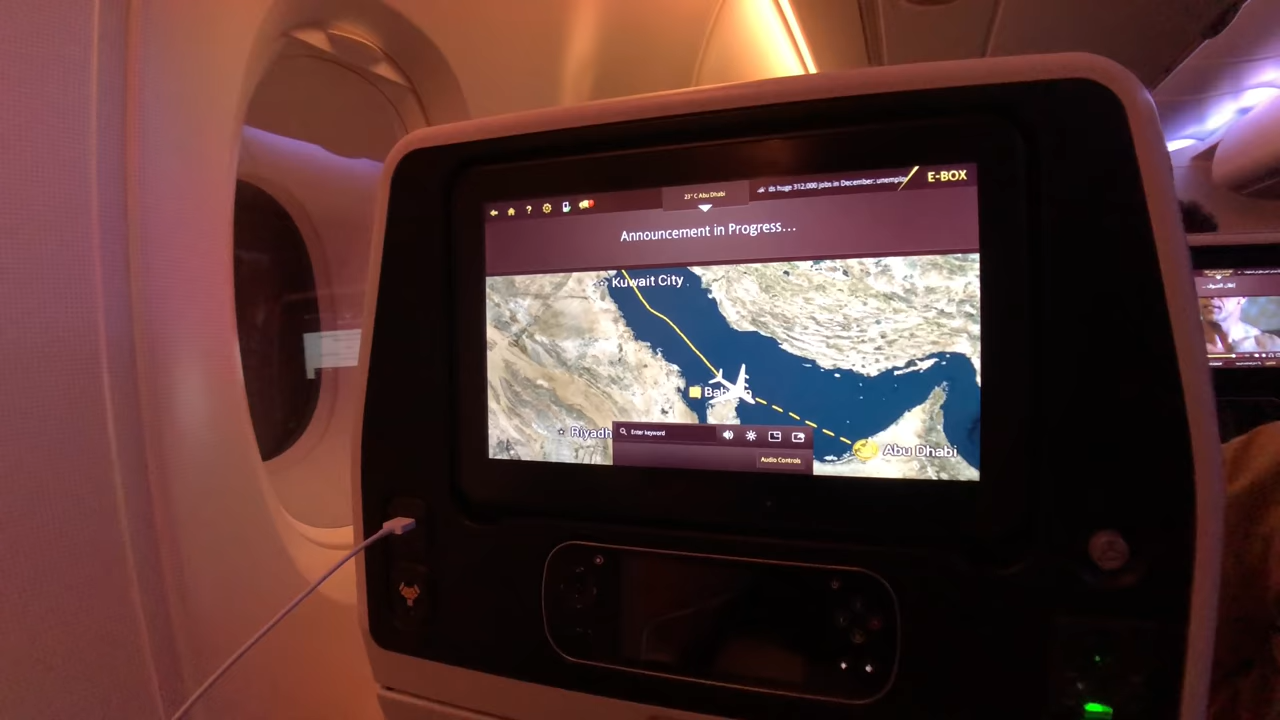 23° C Abu Dhabi
ds huge 312,000 jobs in December; unemplo
E-BOX
?
Announcement in Progress...
Kuwait City
Bah
Riyadh
Enter keyword
Abu Dhabi
Audio Controls